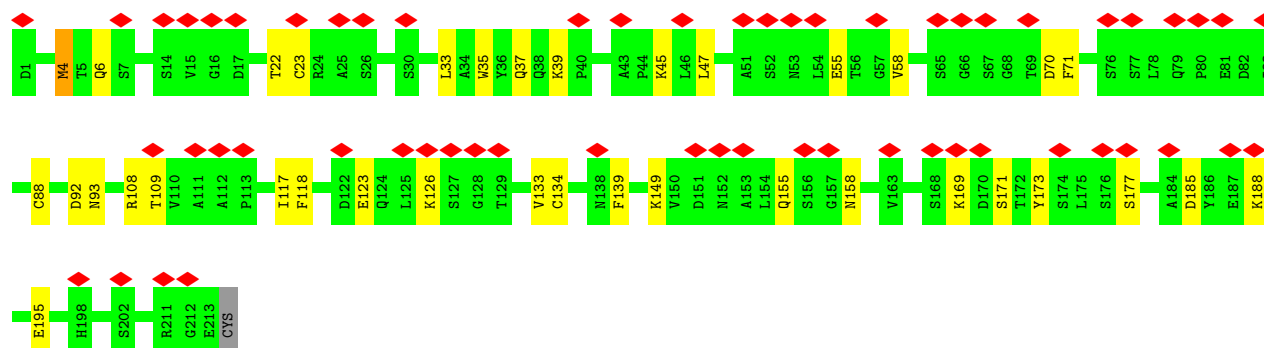 D1 M4 T5 Q6 S7 S14 V15 G16 D17 T22 C23 R24 A25 S26 S30 L33 A34 W35 Y36 Q37 Q38 K39 P40 A43 P44 K45 L46 L47 A51 S52 N53 L54 E55 T56 G57 V58 S65 G66 S67 G68 T69 D70 F71 S76 S77 L78 Q79 P80 E81 D82
C88 D92 N93 R108 T109 V110 A111 A112 P113 I117 F118 D122 E123 Q124 L125 K126 S127 G128 T129 V133 C134 N138 F139 K149 V150 D151 N152 A153 L154 Q155 S156 G157 N158 V163 S168 K169 D170 S171 T172 Y173 S174 L175 S176 S177 A184 D185 Y186 E187 K188
E195 H198 S202 R211 G212 E213 CYS